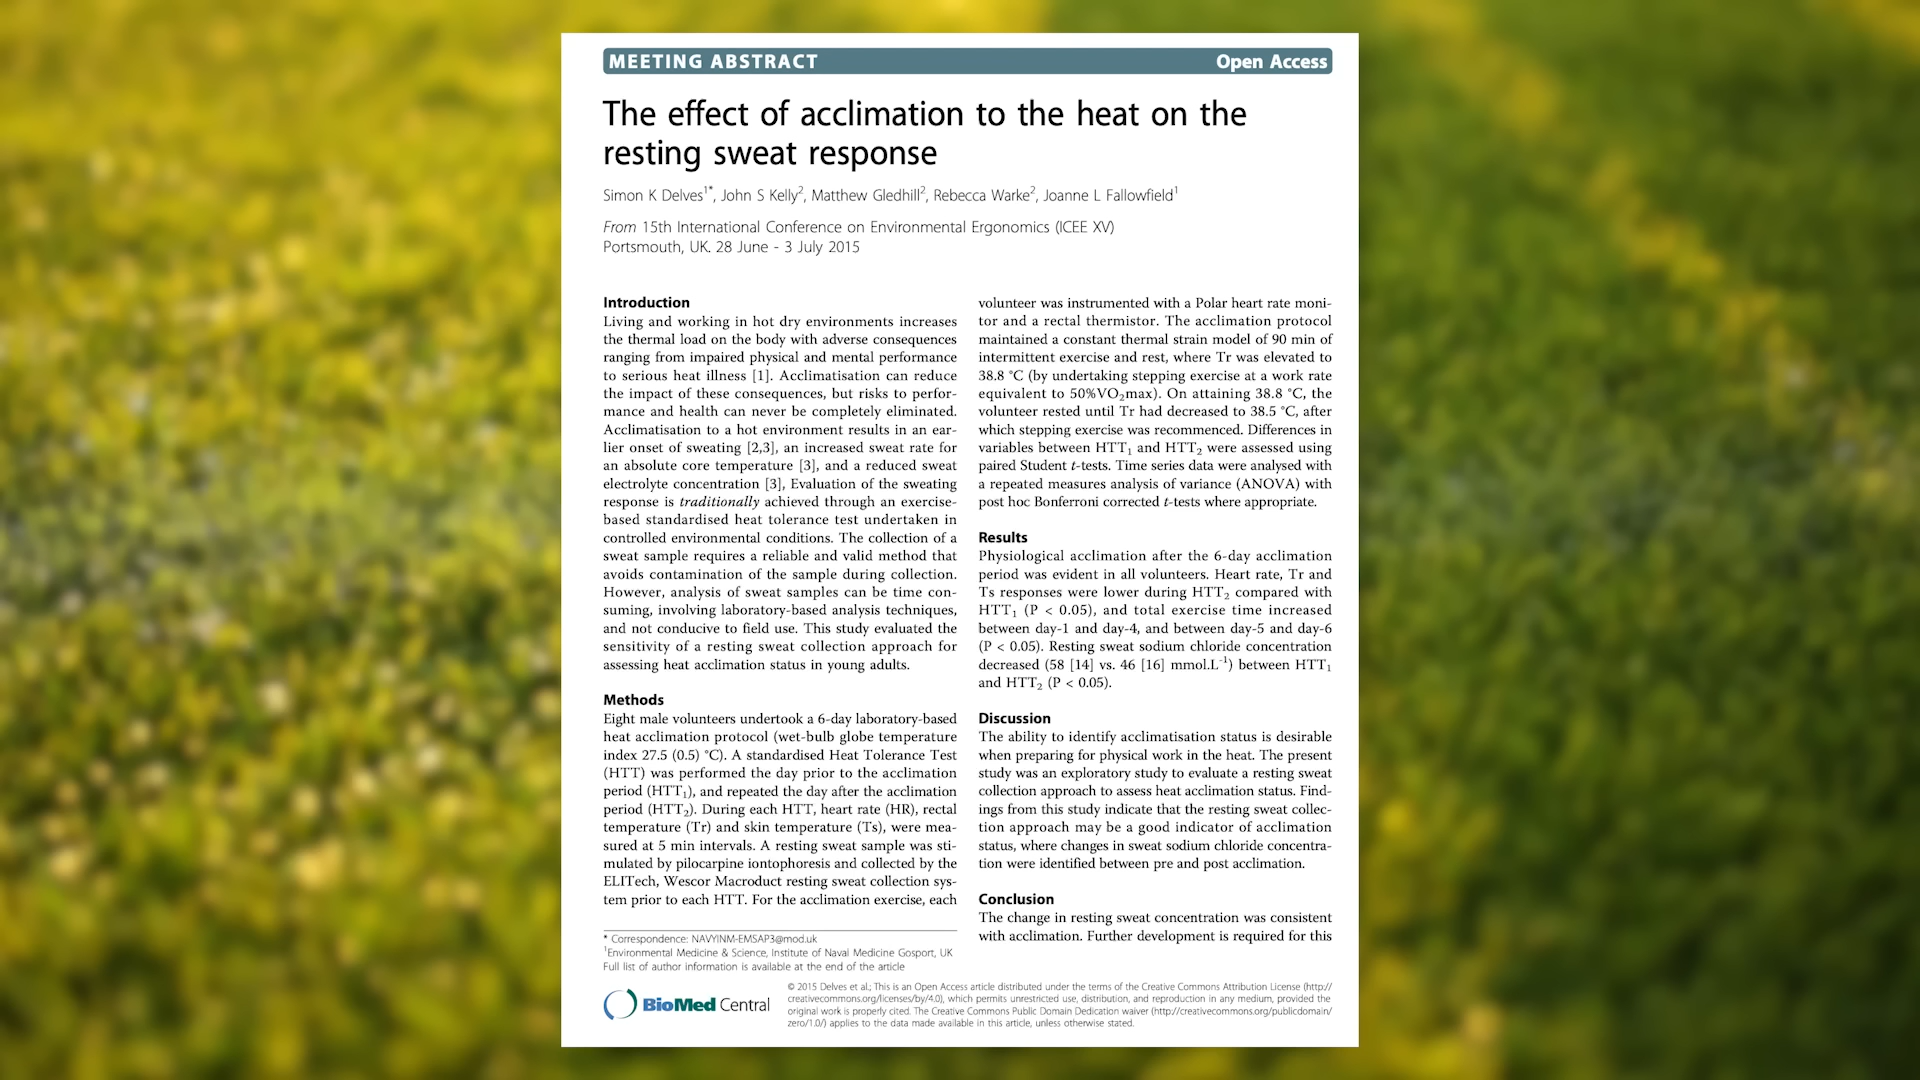 MEETING ABSTRACT
Open Access
The effect of acclimation to the heat on the
resting sweat response
Simon K Delves1*, John S Kelly2, Matthew Gledhill2, Rebecca Warke2, Joanne L Fallowfield1
From 15th International Conference on Environmental Ergonomics (ICEE XV)
Portsmouth, UK. 28 June - 3 July 2015
Introduction
Living and working in hot dry environments increases
the thermal load on the body with adverse consequences
ranging from impaired physical and mental performance
to serious heat illness [1]. Acclimatisation can reduce
the impact of these consequences, but risks to perfor-
mance and health can never be completely eliminated.
Acclimatisation to a hot environment results in an ear-
lier onset of sweating [2,3], an increased sweat rate for
an absolute core temperature [3], and a reduced sweat
electrolyte concentration [3], Evaluation of the sweating
response is traditionally achieved through an exercise-
based standardised heat tolerance test undertaken in
controlled environmental conditions. The collection of a
sweat sample requires a reliable and valid method that
avoids contamination of the sample during collection.
However, analysis of sweat samples can be time con-
suming, involving laboratory-based analysis techniques,
and not conducive to field use. This study evaluated the
sensitivity of a resting sweat collection approach for
assessing heat acclimation status in young adults.
Methods
Eight male volunteers undertook a 6-day laboratory-based
heat acclimation protocol (wet-bulb globe temperature
index 27.5 (0.5) °C). A standardised Heat Tolerance Test
(HTT) was performed the day prior to the acclimation
period (HTT1), and repeated the day after the acclimation
period (HTT2). During each HTT, heart rate (HR), rectal
temperature (Tr) and skin temperature (Ts), were mea-
sured at 5 min intervals. A resting sweat sample was sti-
mulated by pilocarpine iontophoresis and collected by the
ELITech, Wescor Macroduct resting sweat collection sys-
tem prior to each HTT. For the acclimation exercise, each
volunteer was instrumented with a Polar heart rate moni-
tor and a rectal thermistor. The acclimation protocol
maintained a constant thermal strain model of 90 min of
intermittent exercise and rest, where Tr was elevated to
38.8 °C (by undertaking stepping exercise at a work rate
equivalent to 50%VO2max). On attaining 38.8 °C, the
volunteer rested until Tr had decreased to 38.5 °C, after
which stepping exercise was recommenced. Differences in
variables between HTT1 and HTT2 were assessed using
paired Student t-tests. Time series data were analysed with
a repeated measures analysis of variance (ANOVA) with
post hoc Bonferroni corrected t-tests where appropriate.
Results
Physiological acclimation after the 6-day acclimation
period was evident in all volunteers. Heart rate, Tr and
Ts responses were lower during HTT2 compared with
HTT1 (P < 0.05), and total exercise time increased
between day-1 and day-4, and between day-5 and day-6
(P < 0.05). Resting sweat sodium chloride concentration
decreased (58 [14] vs. 46 [16] mmol.L-1) between HTT1
and HTT2 (P < 0.05).
Discussion
The ability to identify acclimatisation status is desirable
when preparing for physical work in the heat. The present
study was an exploratory study to evaluate a resting sweat
collection approach to assess heat acclimation status. Find-
ings from this study indicate that the resting sweat collec-
tion approach may be a good indicator of acclimation
status, where changes in sweat sodium chloride concentra-
tion were identified between pre and post acclimation.
Conclusion
The change in resting sweat concentration was consistent
with acclimation. Further development is required for this
* Correspondence: NAVYINM-EMSAP3@mod.uk
1Environmental Medicine & Science, Institute of Naval Medicine Gosport, UK
Full list of author information is available at the end of the article
BioMed Central
© 2015 Delves et al.; This is an Open Access article distributed under the terms of the Creative Commons Attribution License (http://
creativecommons.org/licenses/by/4.0), which permits unrestricted use, distribution, and reproduction in any medium, provided the
original work is properly cited. The Creative Commons Public Domain Dedication waiver (http://creativecommons.org/publicdomain/
zero/1.0/) applies to the data made available in this article, unless otherwise stated.